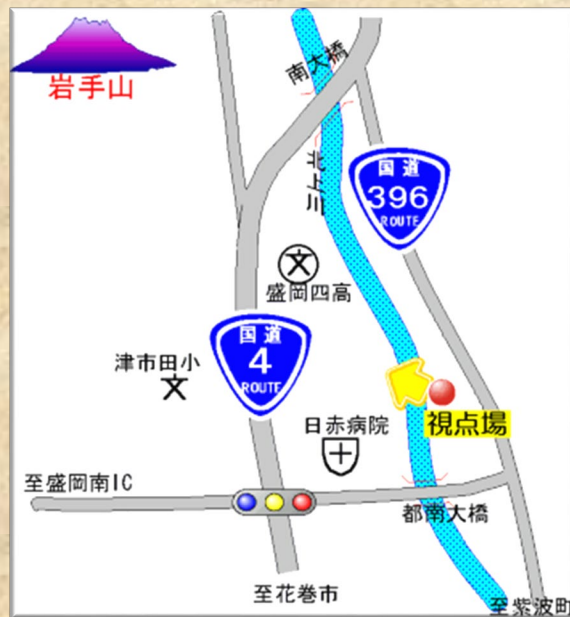 岩手山
南大橋
北上川
国道
396
ROUTE
盛岡四高
国道
4
ROUTE
津市田小
日赤病院
視点場
至盛岡南IC
都南大橋
至花巻市
至紫波町